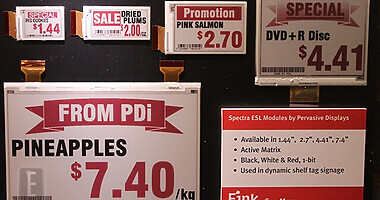 SPECIAL
$1.44
SALE
DRIED
PLUMS
$2.00
Promotion
PINK SALMON
$2.70
SPECIAL
DVD+R Disc
$4.41
FROM PDi
PINEAPPLES
$7.40/kg
Spectra ESL Modules by Pervasive Displays
• Available in 1.44", 2.7", 4.41", 7.4"
• Active Matrix
• Black, White & Red, 1-bit
• Used in dynamic shelf tag signage
Eink